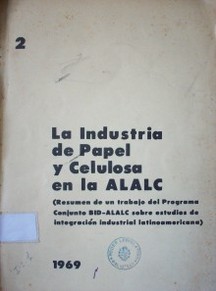 2
La Industria
de Papel
y Celulosa
en la ALALC
(Resumen de un trabajo del Programa
Conjunto BID-ALALC sobre estudios de
integración industrial latinoamericana)
1969